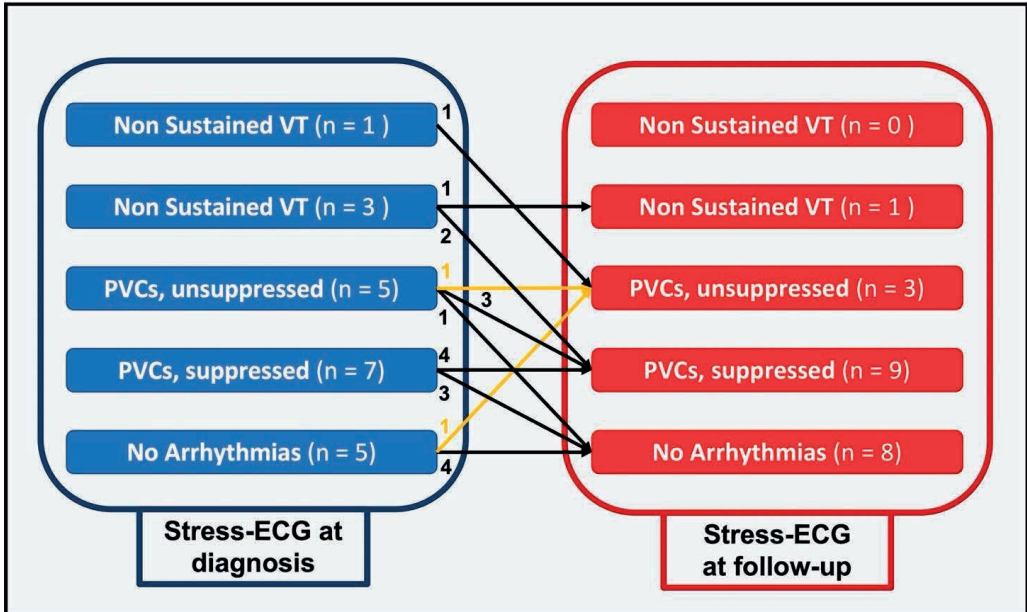 Non Sustained VT (n = 1 )
Non Sustained VT (n = 3 )
PVCs, unsuppressed (n = 5)
PVCs, suppressed (n = 7)
No Arrhythmias (n = 5)
Stress-ECG at
diagnosis
1
1
2
1
3
1
4
3
1
4
Non Sustained VT (n = 0 )
Non Sustained VT (n = 1 )
PVCs, unsuppressed (n = 3)
PVCs, suppressed (n = 9)
No Arrhythmias (n = 8)
Stress-ECG
at follow-up